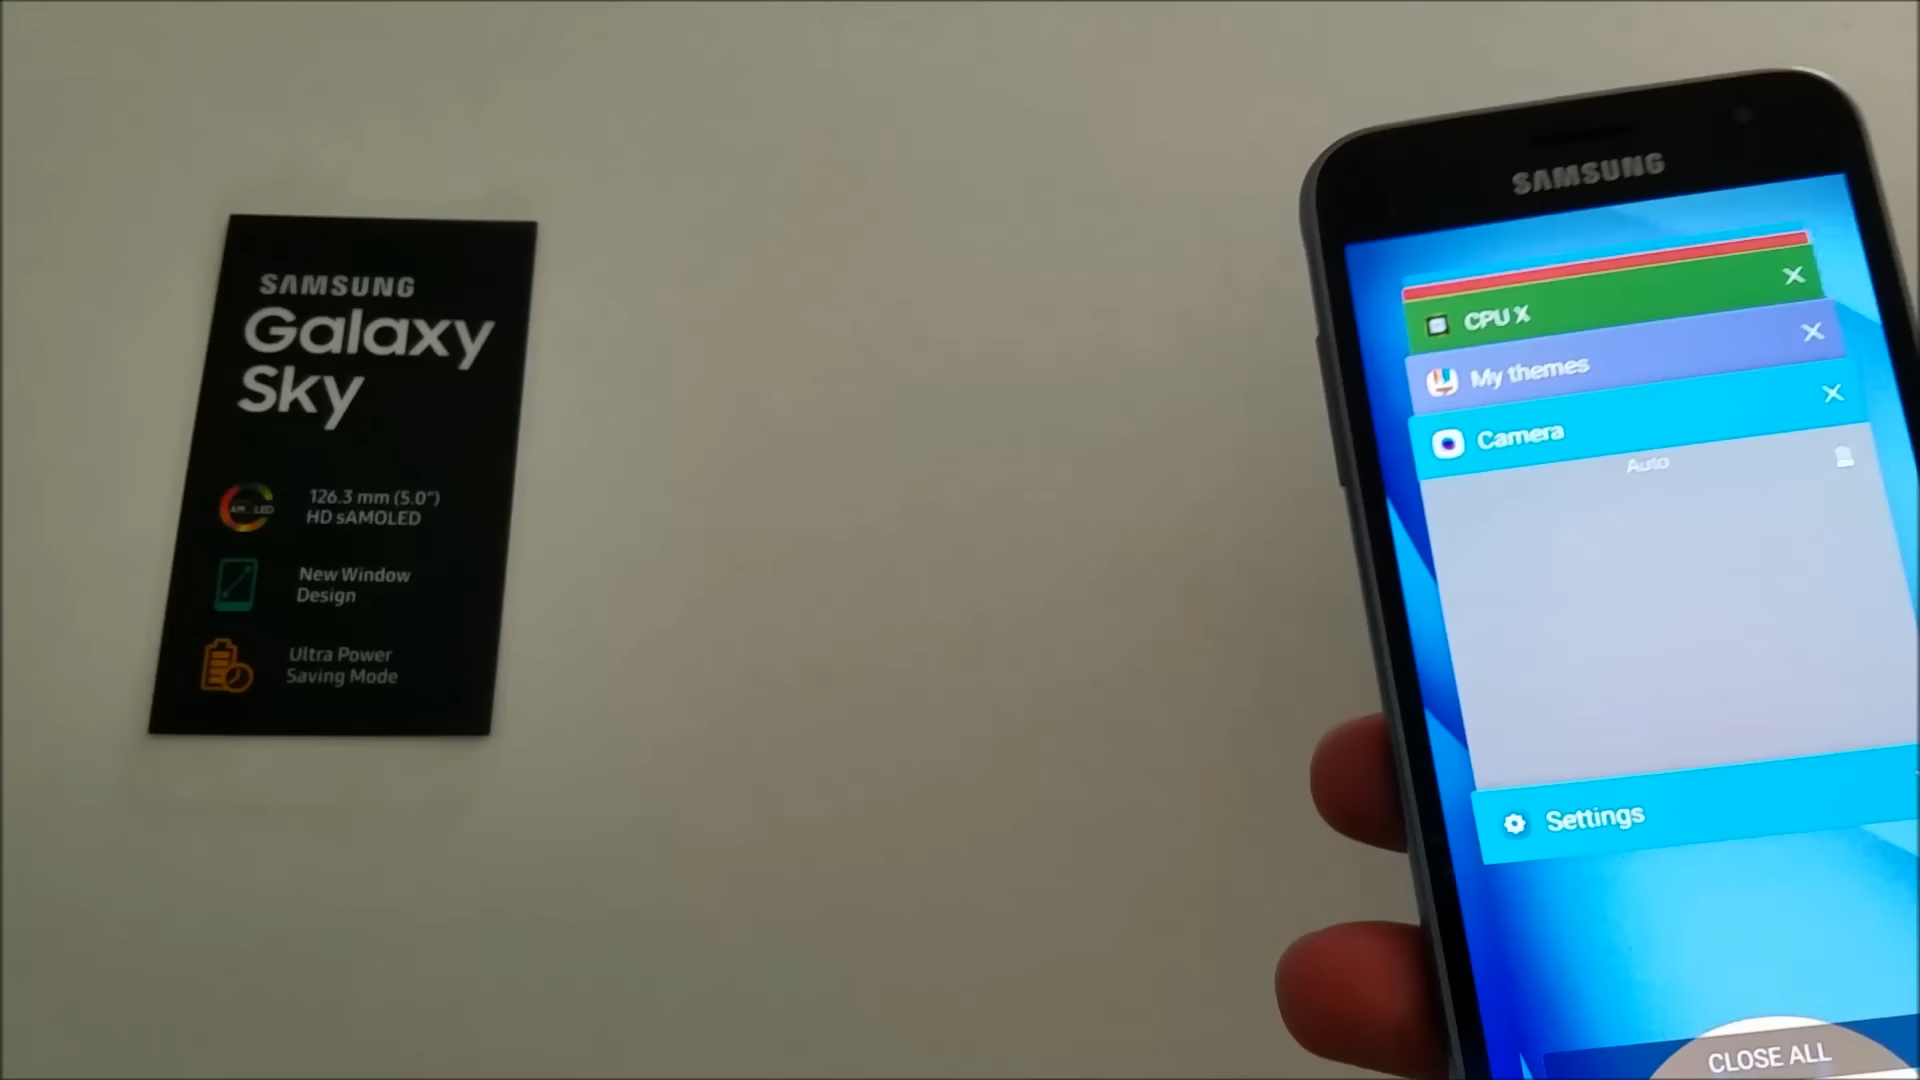 SAMSUNG
Galaxy
Sky
126.3 mm (5.0")
HD sAMOLED
New Window
Design
Ultra Power
Saving Mode
SAMSUNG
CPU X
My themes
Camera
Auto
Settings
CLOSE ALL